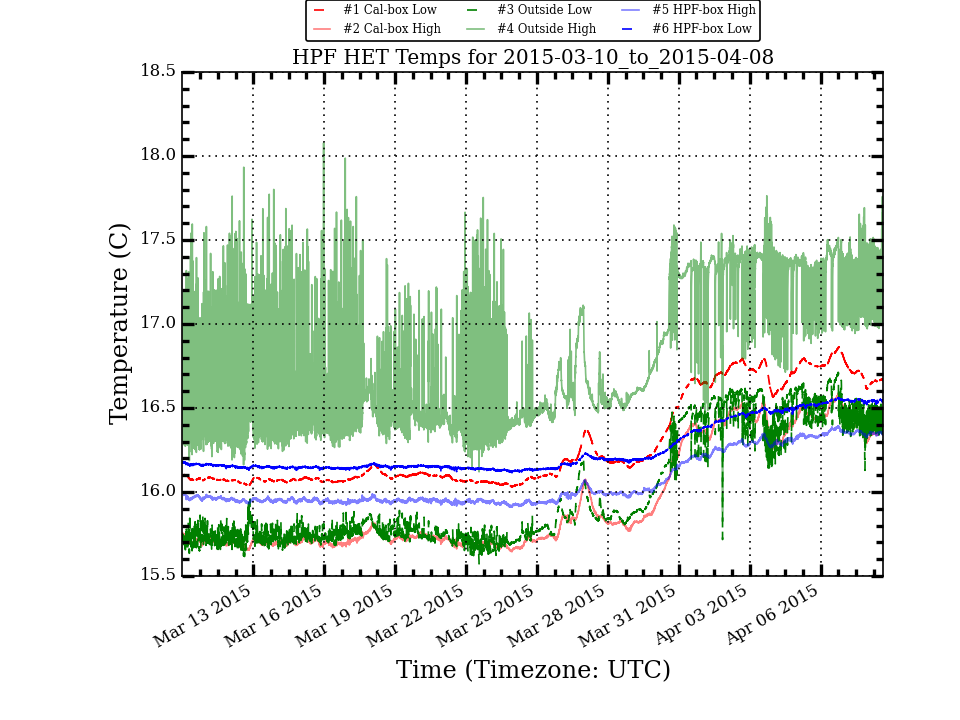 #1 Cal-box Low #3 Outside Low #5 HPF-box High
#2 Cal-box High #4 Outside High #6 HPF-box Low
HPF HET Temps for 2015-03-10_to_2015-04-08
18.5
18.0
17.5
17.0
16.5
16.0
15.5
Temperature (C)
Mar 13 2015 Mar 16 2015 Mar 19 2015 Mar 22 2015 Mar 25 2015 Mar 28 2015 Mar 31 2015 Apr 03 2015 Apr 06 2015
Time (Timezone: UTC)